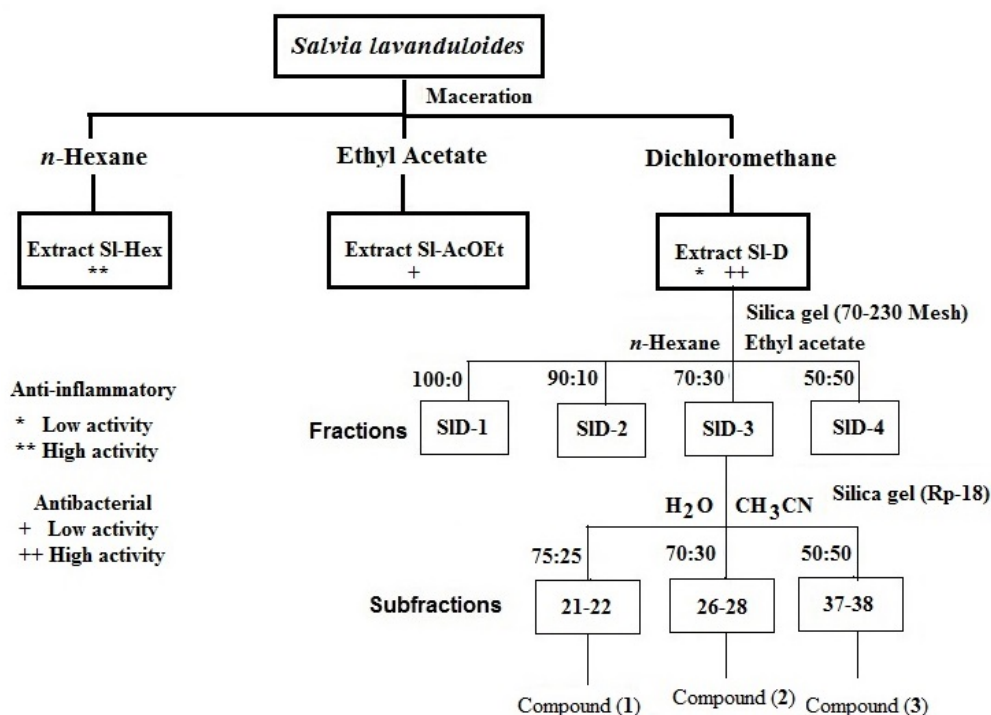 Salvia lavanduloides
Maceration
n-Hexane
Ethyl Acetate
Dichloromethane
Extract Sl-Hex
**
Extract Sl-AcOEt
+
Extract Sl-D
* ++
Silica gel (70-230 Mesh)
n-Hexane Ethyl acetate
100:0 90:10 70:30 50:50
Anti-inflammatory
* Low activity
** High activity
Fractions
SlD-1 SlD-2 SlD-3 SlD-4
Silica gel (Rp-18)
H2O CH3CN
Antibacterial
+ Low activity
++ High activity
75:25 70:30 50:50
Subfractions
21-22 26-28 37-38
Compound (1) Compound (2) Compound (3)